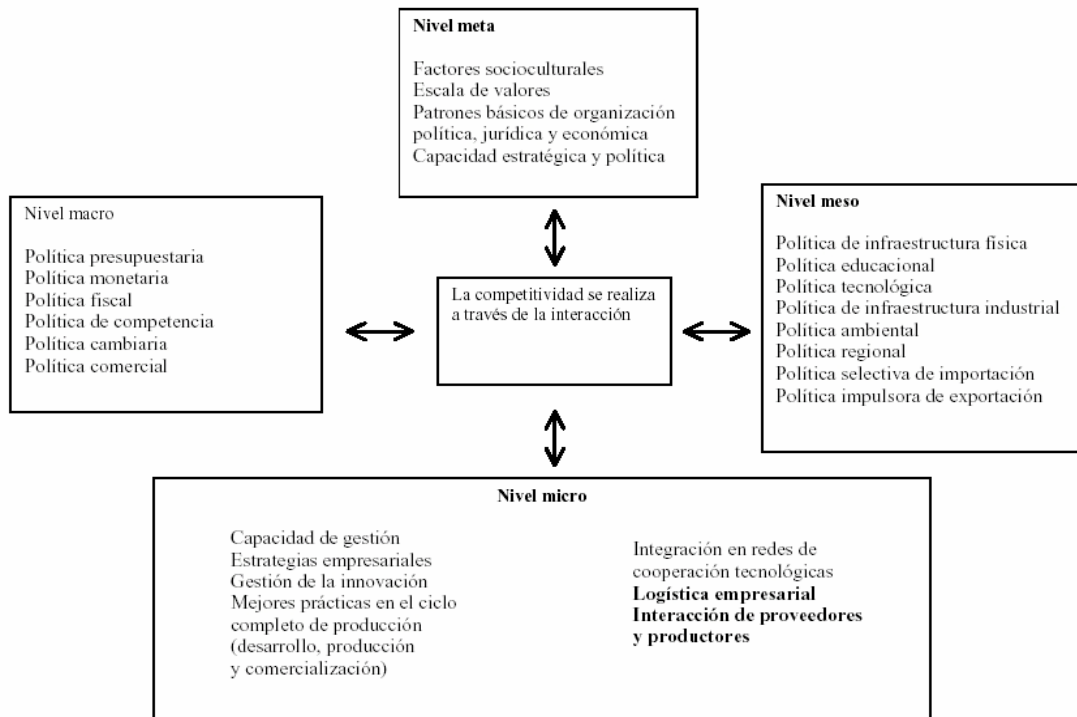 Nivel meta
Factores socioculturales
Escala de valores
Patrones básicos de organización
política, jurídica y económica
Capacidad estratégica y política
Nivel macro
Política presupuestaria
Política monetaria
Política fiscal
Política de competencia
Política cambiaria
Política comercial
La competitividad se realiza
a través de la interacción
Nivel meso
Política de infraestructura física
Política educacional
Política tecnológica
Política de infraestructura industrial
Política ambiental
Política regional
Política selectiva de importación
Política impulsora de exportación
Nivel micro
Capacidad de gestión
Estrategias empresariales
Gestión de la innovación
Mejores prácticas en el ciclo
completo de producción
(desarrollo, producción
y comercialización)
Integración en redes de
cooperación tecnológicas
Logística empresarial
Interacción de proveedores
y productores